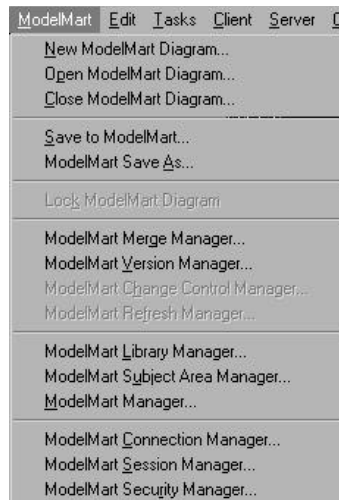 ModelMart Edit Tasks Client Server
New ModelMart Diagram...
Open ModelMart Diagram...
Close ModelMart Diagram...
Save to ModelMart...
ModelMart Save As...
Lock ModelMart Diagram
ModelMart Merge Manager...
ModelMart Version Manager...
ModelMart Change Control Manager...
ModelMart Refresh Manager...
ModelMart Library Manager...
ModelMart Subject Area Manager...
ModelMart Manager...
ModelMart Connection Manager...
ModelMart Session Manager...
ModelMart Security Manager...